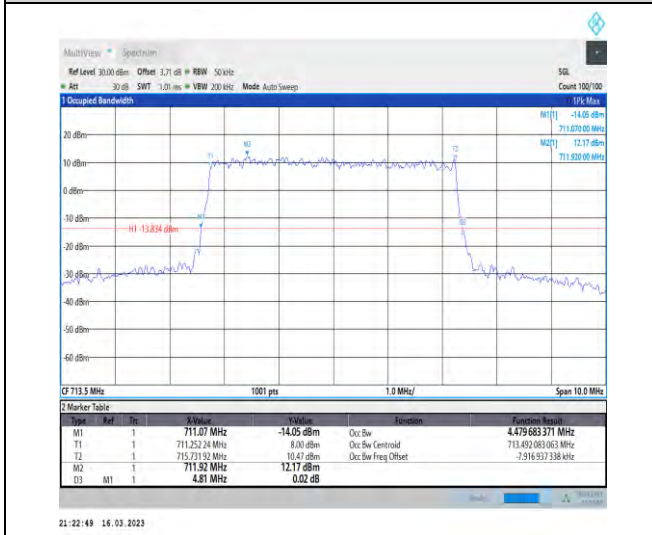 MultiView Spectrum
Ref Level 30.00 dBm Offset 3.71 dB RBW 50 kHz SGL
Att 30 dB SWT 1.01 ms VBW 200 kHz Mode Auto Sweep Count 100/100
1 Occupied Bandwidth 1Pk Max
M1[1] -14.05 dBm
711.070 00 MHz
M2[1] 12.17 dBm
711.920 00 MHz
20 dBm
10 dBm
T1 M2 T2
0 dBm
-10 dBm
M1
H1 -13.834 dBm
-30 dBm
-40 dBm
-50 dBm
-60 dBm
CF 713.5 MHz 1001 pts 1.0 MHz/ Span 10.0 MHz
2 Marker Table
Type Ref Trc X-Value Y-Value Function Function Result
M1 1 711.07 MHz -14.05 dBm Occ Bw 4.479 683 371 MHz
T1 1 711.252 24 MHz 8.00 dBm Occ Bw Centroid 713.492 083 063 MHz
T2 1 715.731 92 MHz 10.47 dBm Occ Bw Freq Offset -7.916 937 338 kHz
M2 1 711.92 MHz 12.17 dBm
D3 M1 1 4.81 MHz 0.02 dB
21:22:49 16.03.2023